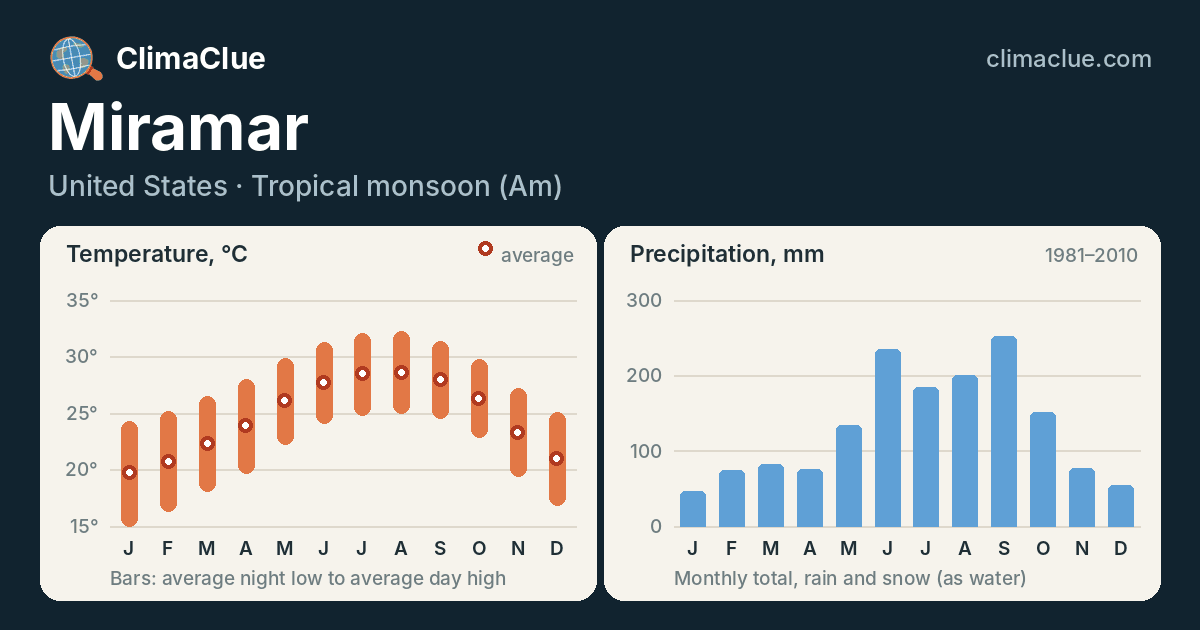 ClimaClue
climaclue.com
Miramar
United States · Tropical monsoon (Am)
Temperature, °C
average
35°
30°
25°
20°
15°
J F M A M J J A S O N D
Bars: average night low to average day high
Precipitation, mm
1981–2010
300
200
100
0
J F M A M J J A S O N D
Monthly total, rain and snow (as water)